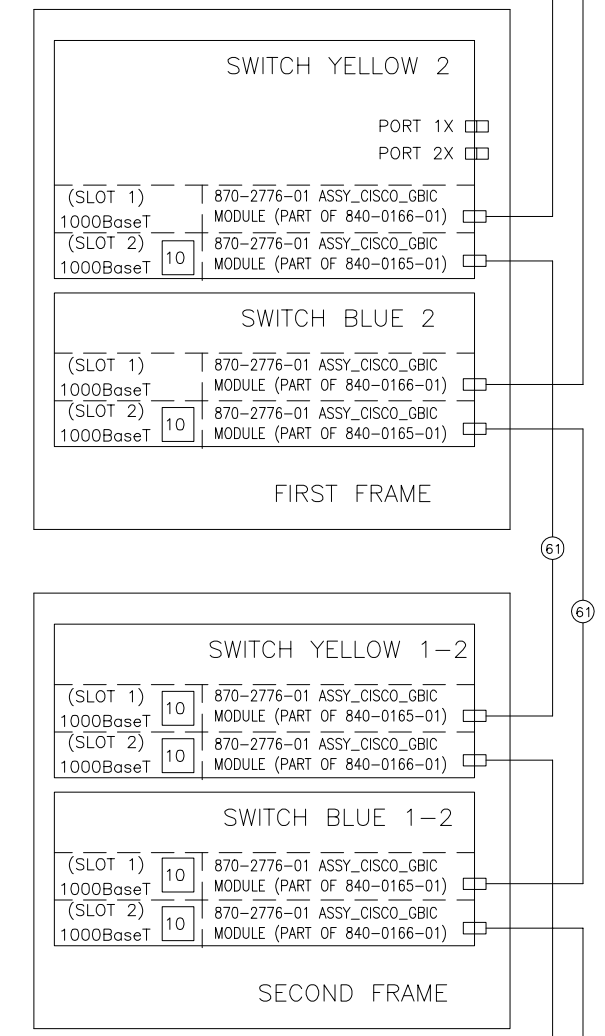 SWITCH YELLOW 2
PORT 1X
PORT 2X
(SLOT 1)
1000BaseT
870-2776-01 ASSY_CISCO_GBIC
MODULE (PART OF 840-0166-01)
(SLOT 2)
1000BaseT
10
870-2776-01 ASSY_CISCO_GBIC
MODULE (PART OF 840-0165-01)
SWITCH BLUE 2
(SLOT 1)
1000BaseT
870-2776-01 ASSY_CISCO_GBIC
MODULE (PART OF 840-0166-01)
(SLOT 2)
1000BaseT
10
870-2776-01 ASSY_CISCO_GBIC
MODULE (PART OF 840-0165-01)
FIRST FRAME
61
61
SWITCH YELLOW 1-2
(SLOT 1)
1000BaseT
10
870-2776-01 ASSY_CISCO_GBIC
MODULE (PART OF 840-0165-01)
(SLOT 2)
1000BaseT
10
870-2776-01 ASSY_CISCO_GBIC
MODULE (PART OF 840-0166-01)
SWITCH BLUE 1-2
(SLOT 1)
1000BaseT
10
870-2776-01 ASSY_CISCO_GBIC
MODULE (PART OF 840-0165-01)
(SLOT 2)
1000BaseT
10
870-2776-01 ASSY_CISCO_GBIC
MODULE (PART OF 840-0166-01)
SECOND FRAME